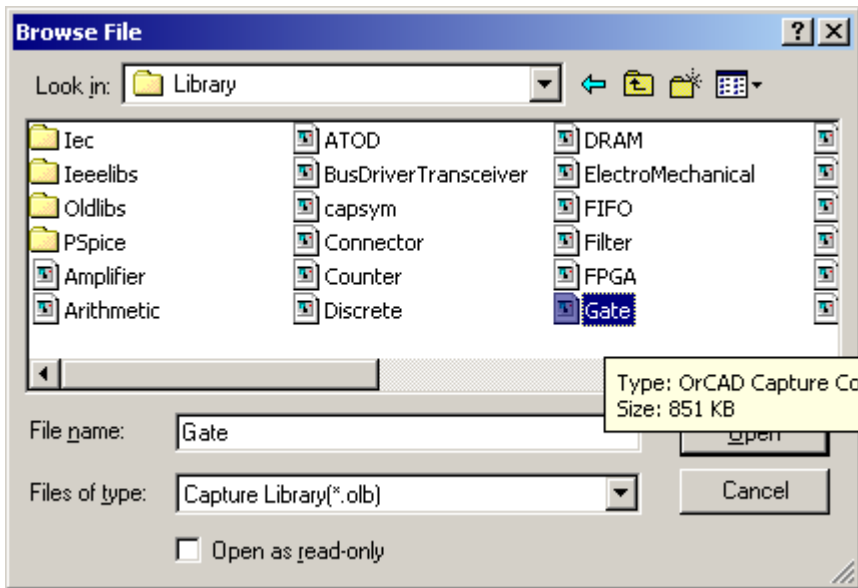 Browse File
Look in: Library
Iec
Ieeelibs
Oldlibs
PSpice
Amplifier
Arithmetic
ATOD
BusDriverTransceiver
capsym
Connector
Counter
Discrete
DRAM
ElectroMechanical
FIFO
Filter
FPGA
Gate
Type: OrCAD Capture Co
Size: 851 KB
File name: Gate
Open
Files of type: Capture Library(*.olb)
Cancel
Open as read-only